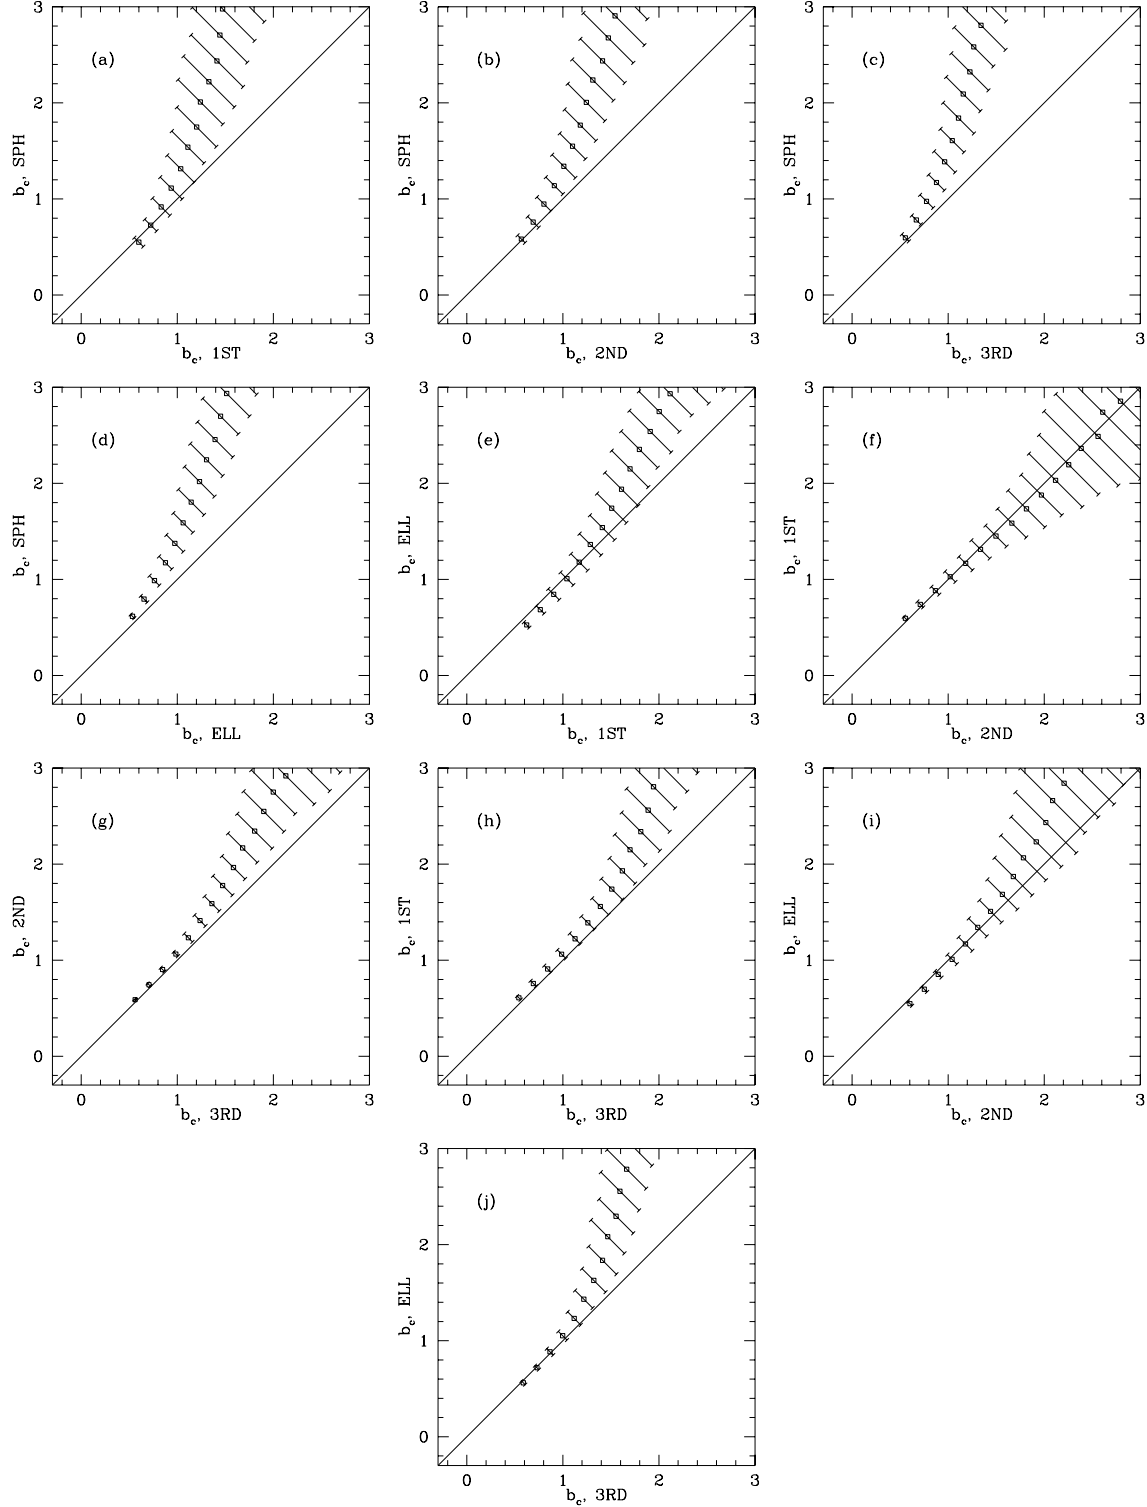 3
2
1
0
b_c, SPH
(a)
0 1 2 3
b_c, 1ST
3
2
1
0
b_c, SPH
(b)
0 1 2 3
b_c, 2ND
3
2
1
0
b_c, SPH
(c)
0 1 2 3
b_c, 3RD
3
2
1
0
b_c, SPH
(d)
0 1 2 3
b_c, ELL
3
2
1
0
b_c, ELL
(e)
0 1 2 3
b_c, 1ST
3
2
1
0
b_c, 1ST
(f)
0 1 2 3
b_c, 2ND
3
2
1
0
b_c, 2ND
(g)
0 1 2 3
b_c, 3RD
3
2
1
0
b_c, 1ST
(h)
0 1 2 3
b_c, 3RD
3
2
1
0
b_c, ELL
(i)
0 1 2 3
b_c, 2ND
3
2
1
0
b_c, ELL
(j)
0 1 2 3
b_c, 3RD